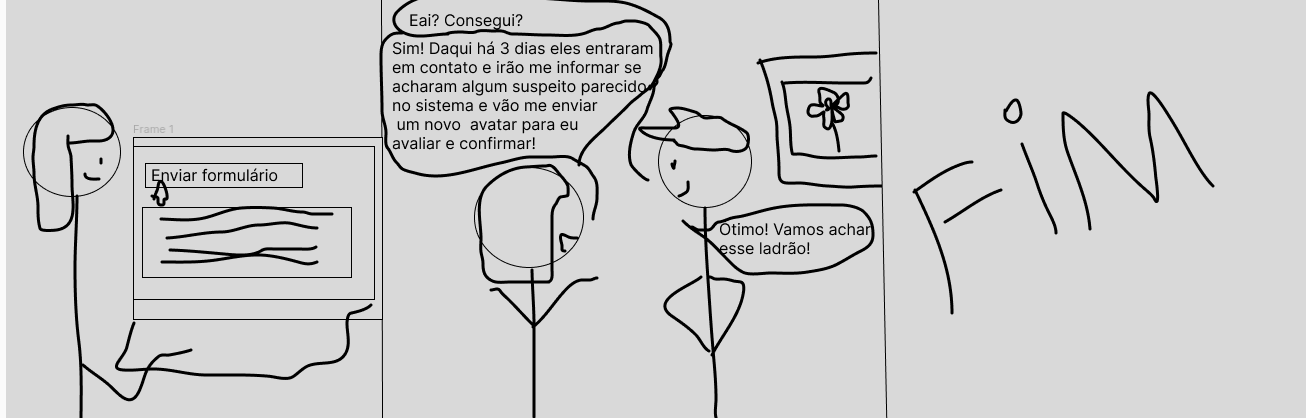 Frame 1
Enviar formulário
Eai? Consegui?
Sim! Daqui há 3 dias eles entraram
em contato e irão me informar se
acharam algum suspeito parecido
no sistema e vão me enviar
um novo avatar para eu
avaliar e confirmar!
Otimo! Vamos achar
esse ladrão!
FiM